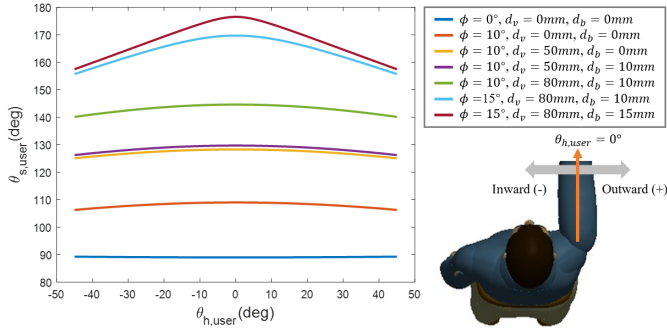 180
170
160
150
140
130
120
110
100
90
80
θs,user(deg)
-50 -40 -30 -20 -10 0 10 20 30 40 50
θh,user(deg)
ϕ = 0°, dv = 0mm, db = 0mm
ϕ = 10°, dv = 0mm, db = 0mm
ϕ = 10°, dv = 50mm, db = 0mm
ϕ = 10°, dv = 50mm, db = 10mm
ϕ = 10°, dv = 80mm, db = 10mm
ϕ =15°, dv = 80mm, db = 10mm
ϕ = 15°, dv = 80mm, db = 15mm
θh,user = 0°
Inward (-) Outward (+)